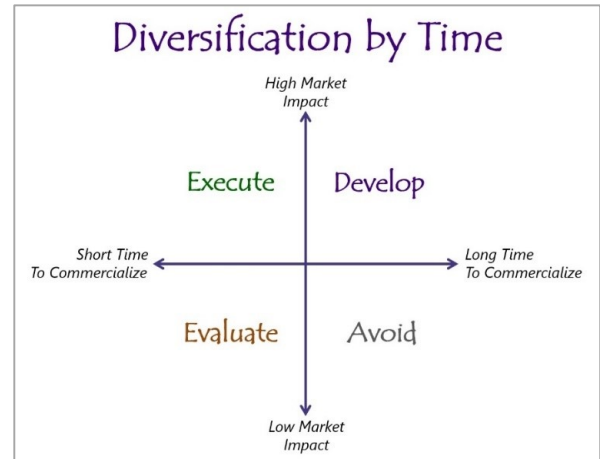 Diversification by Time
High Market
Impact
Execute
Develop
Short Time
To Commercialize
Long Time
To Commercialize
Evaluate
Avoid
Low Market
Impact